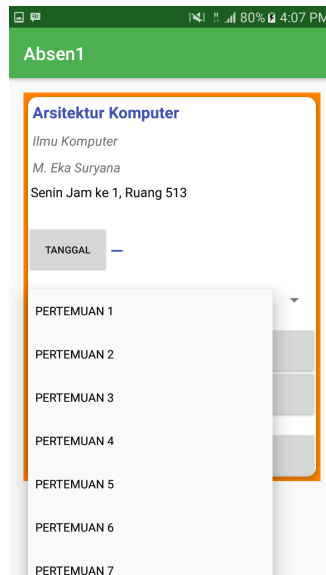 80% 4:07 PM
Absen1
Arsitektur Komputer
Ilmu Komputer
M. Eka Suryana
Senin Jam ke 1, Ruang 513
TANGGAL —
PERTEMUAN 1
PERTEMUAN 2
PERTEMUAN 3
PERTEMUAN 4
PERTEMUAN 5
PERTEMUAN 6
PERTEMUAN 7